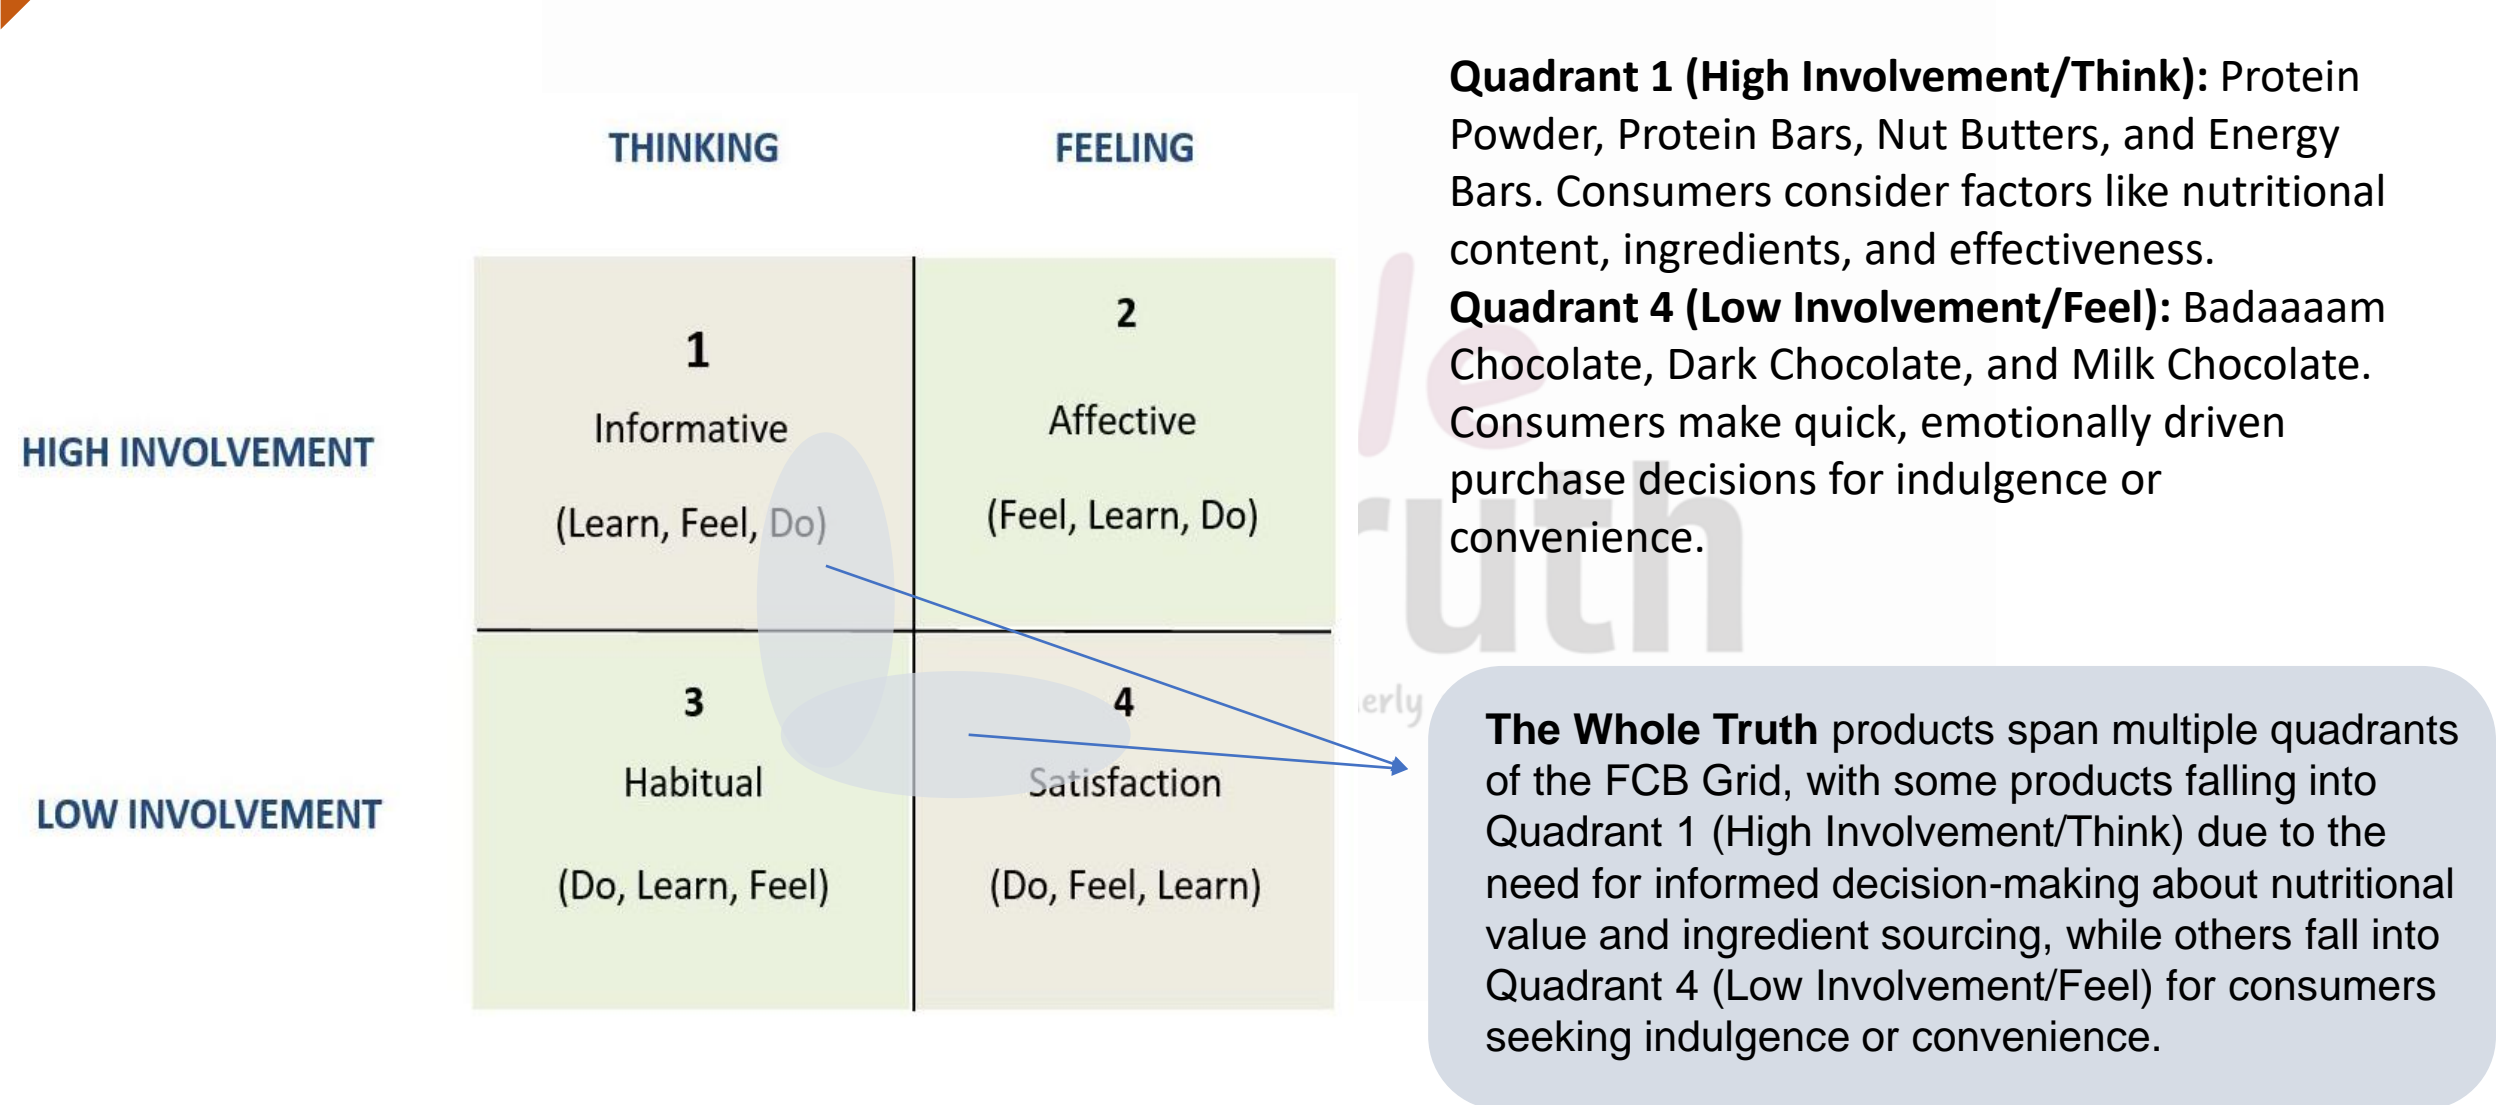 THINKING
FEELING
HIGH INVOLVEMENT
LOW INVOLVEMENT
1
Informative
(Learn, Feel, Do)
2
Affective
(Feel, Learn, Do)
3
Habitual
(Do, Learn, Feel)
4
Satisfaction
(Do, Feel, Learn)
Quadrant 1 (High Involvement/Think): Protein
Powder, Protein Bars, Nut Butters, and Energy
Bars. Consumers consider factors like nutritional
content, ingredients, and effectiveness.
Quadrant 4 (Low Involvement/Feel): Badaaaam
Chocolate, Dark Chocolate, and Milk Chocolate.
Consumers make quick, emotionally driven
purchase decisions for indulgence or
convenience.
le
ruth
erly
The Whole Truth products span multiple quadrants
of the FCB Grid, with some products falling into
Quadrant 1 (High Involvement/Think) due to the
need for informed decision-making about nutritional
value and ingredient sourcing, while others fall into
Quadrant 4 (Low Involvement/Feel) for consumers
seeking indulgence or convenience.